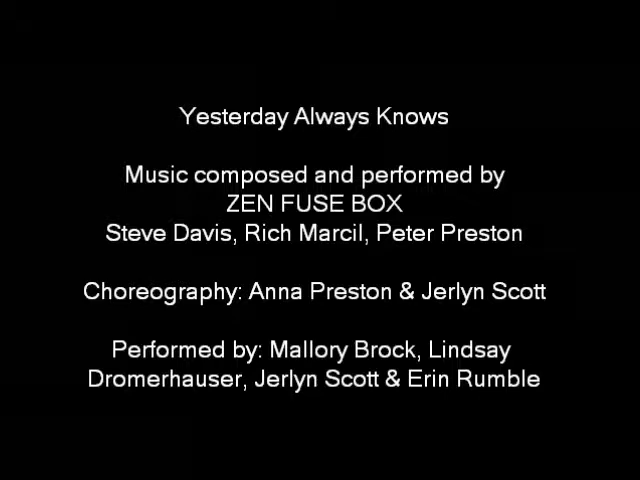 Yesterday Always Knows
Music composed and performed by
ZEN FUSE BOX
Steve Davis, Rich Marcil, Peter Preston
Choreography: Anna Preston & Jerlyn Scott
Performed by: Mallory Brock, Lindsay
Dromerhauser, Jerlyn Scott & Erin Rumble